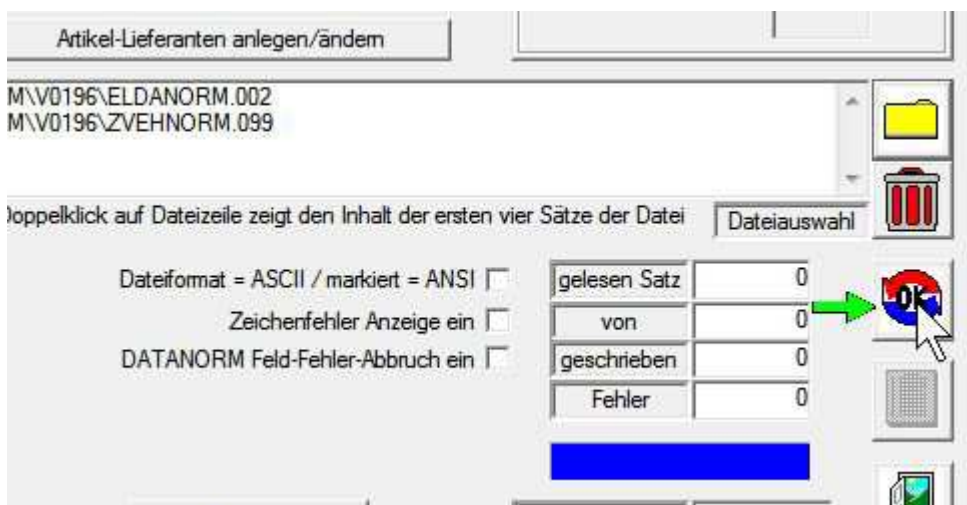 Artikel-Lieferanten anlegen/ändern
M\V0196\ELDANORM.002
M\V0196\ZVEHNORM.099
Doppelklick auf Dateizeile zeigt den Inhalt der ersten vier Sätze der Datei Dateiauswahl
Dateiformat = ASCII / markiert = ANSI gelesen Satz 0
OK
Zeichenfehler Anzeige ein von 0
DATANORM Feld-Fehler-Abbruch ein geschrieben 0
Fehler 0